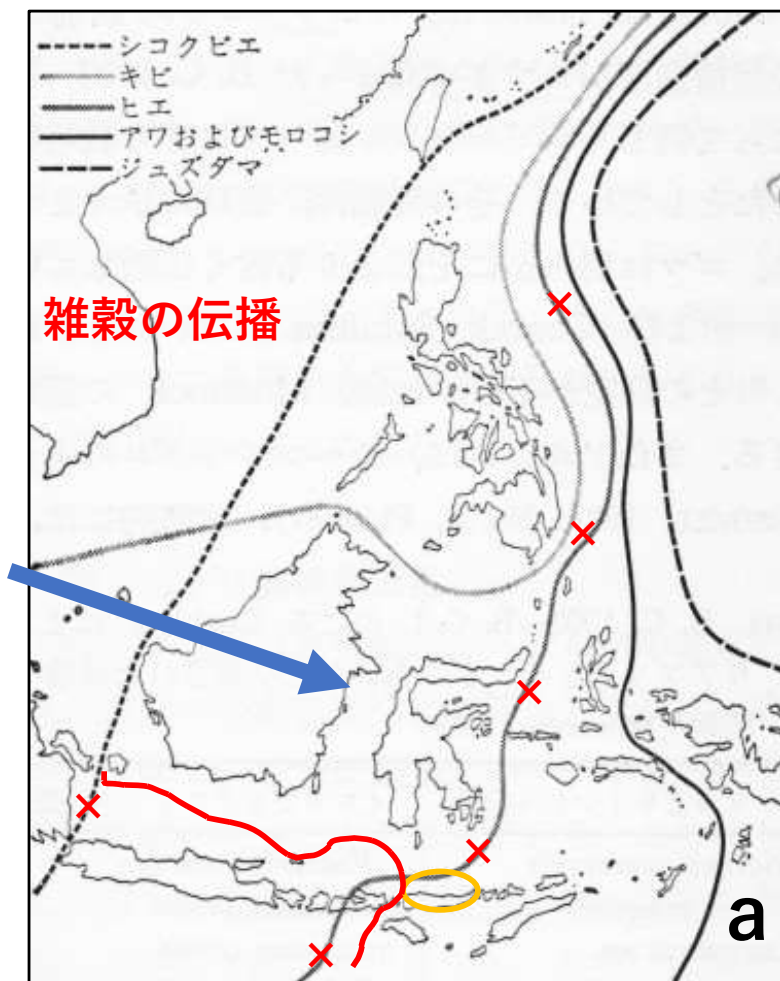 シコクビエ
キビ
ヒエ
アワおよびモロコシ
ジュズダマ
雑穀の伝播
a